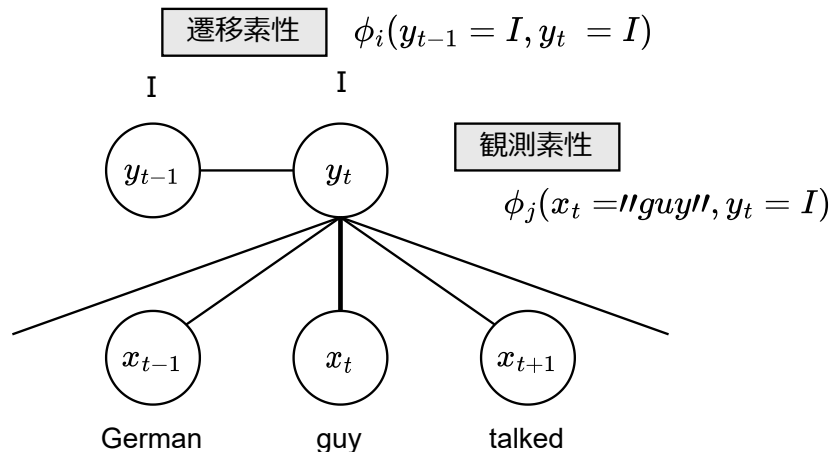 遷移素性 ϕ_i(y_{t−1} = I, y_t = I)
I I
y_{t−1} y_t 観測素性
ϕ_j(x_t =″guy″, y_t = I)
x_{t−1} x_t x_{t+1}
German guy talked